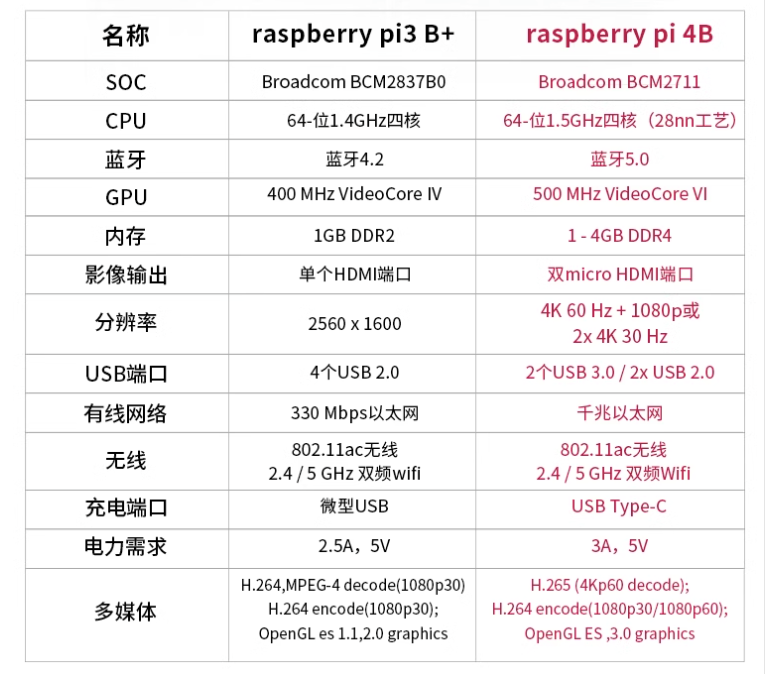 名称 raspberry pi3 B+ raspberry pi 4B
SOC Broadcom BCM2837B0 Broadcom BCM2711
CPU 64-位1.4GHz四核 64-位1.5GHz四核（28nn工艺）
蓝牙 蓝牙4.2 蓝牙5.0
GPU 400 MHz VideoCore IV 500 MHz VideoCore VI
内存 1GB DDR2 1 - 4GB DDR4
影像输出 单个HDMI端口 双micro HDMI端口
分辨率 2560 x 1600 4K 60 Hz + 1080p或
2x 4K 30 Hz
USB端口 4个USB 2.0 2个USB 3.0 / 2x USB 2.0
有线网络 330 Mbps以太网 千兆以太网
无线 802.11ac无线 802.11ac无线
2.4 / 5 GHz 双频wifi 2.4 / 5 GHz 双频Wifi
充电端口 微型USB USB Type-C
电力需求 2.5A，5V 3A，5V
多媒体 H.264,MPEG-4 decode(1080p30) H.265 (4Kp60 decode);
H.264 encode(1080p30); H.264 encode(1080p30/1080p60);
OpenGL es 1.1,2.0 graphics OpenGL ES ,3.0 graphics